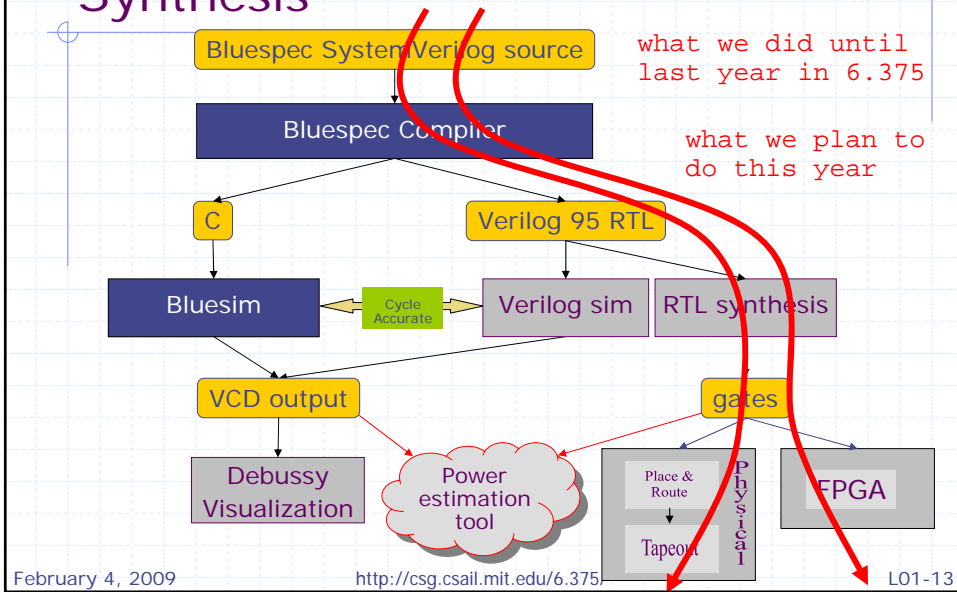 Synthesis
Bluespec SystemVerilog source
what we did until
last year in 6.375
Bluespec Compiler
what we plan to
do this year
C
Verilog 95 RTL
Bluesim
Cycle
Accurate
Verilog sim
RTL synthesis
VCD output
gates
Debussy
Visualization
Power
estimation
tool
Place &
Route
Tapeout
Physical
FPGA
February 4, 2009
http://csg.csail.mit.edu/6.375/
L01-13